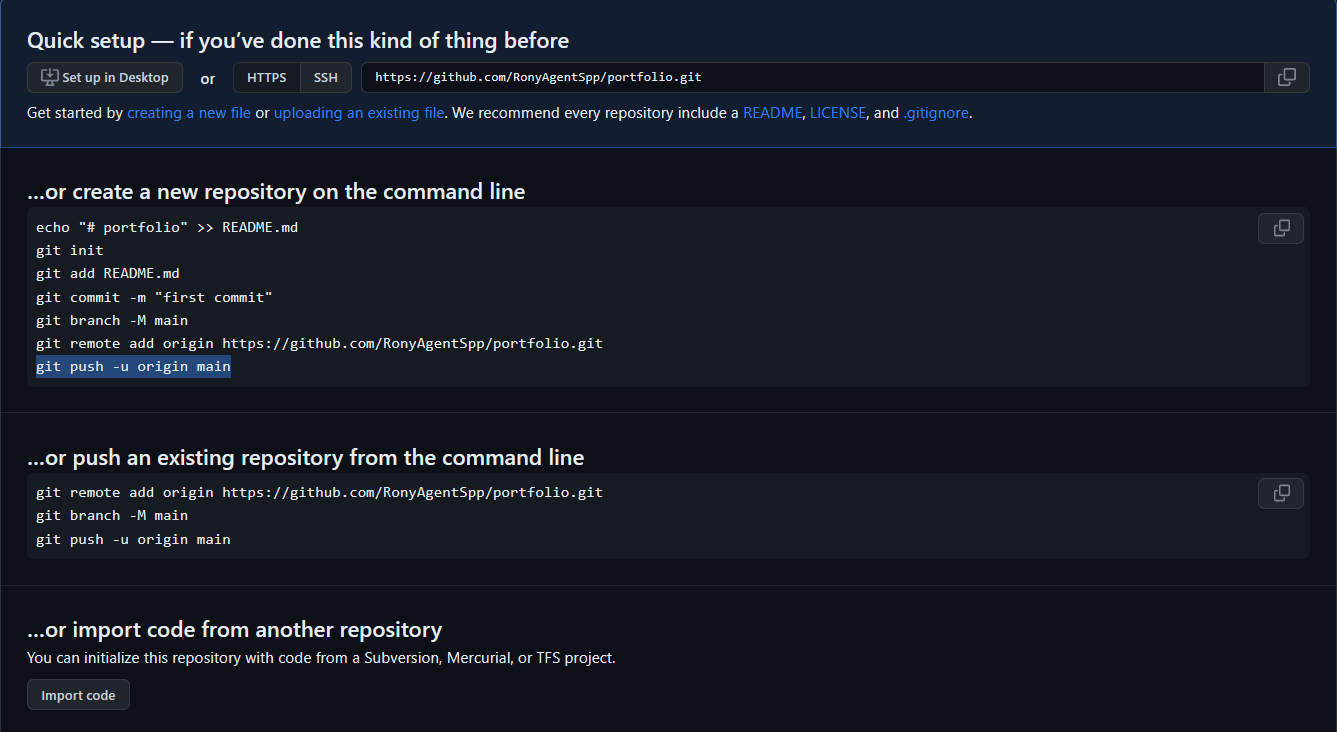 Quick setup — if you’ve done this kind of thing before
Set up in Desktop or HTTPS SSH https://github.com/RonyAgentSpp/portfolio.git
Get started by creating a new file or uploading an existing file. We recommend every repository include a README, LICENSE, and .gitignore.
…or create a new repository on the command line
echo "# portfolio" >> README.md
git init
git add README.md
git commit -m "first commit"
git branch -M main
git remote add origin https://github.com/RonyAgentSpp/portfolio.git
git push -u origin main
…or push an existing repository from the command line
git remote add origin https://github.com/RonyAgentSpp/portfolio.git
git branch -M main
git push -u origin main
…or import code from another repository
You can initialize this repository with code from a Subversion, Mercurial, or TFS project.
Import code